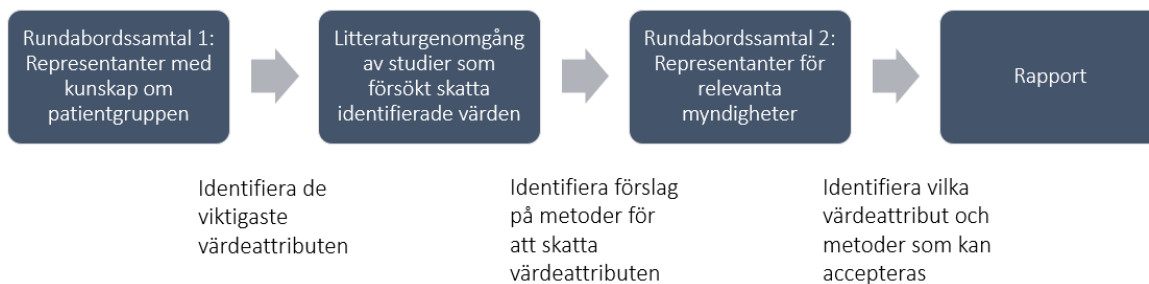 Rundabordssamtal 1:
Representanter med
kunskap om
patientgruppen
Litteraturgenomgång
av studier som
försökt skatta
identifierade värden
Rundabordssamtal 2:
Representanter för
relevanta
myndigheter
Rapport
Identifiera de
viktigaste
värdeattributen
Identifiera förslag
på metoder för
att skatta
värdeattributen
Identifiera vilka
värdeattribut och
metoder som kan
accepteras